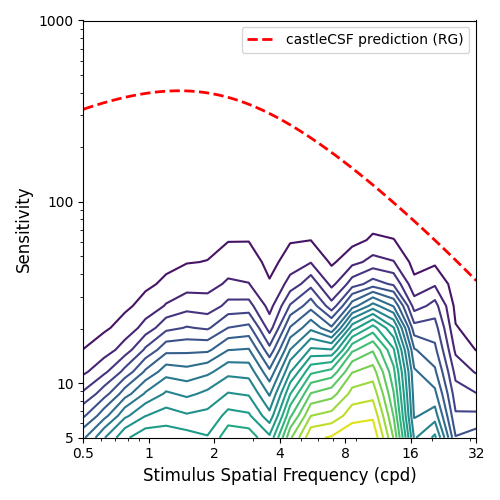 1000
castleCSF prediction (RG)
100
Sensitivity
10
5
0.5 1 2 4 8 16 32
Stimulus Spatial Frequency (cpd)